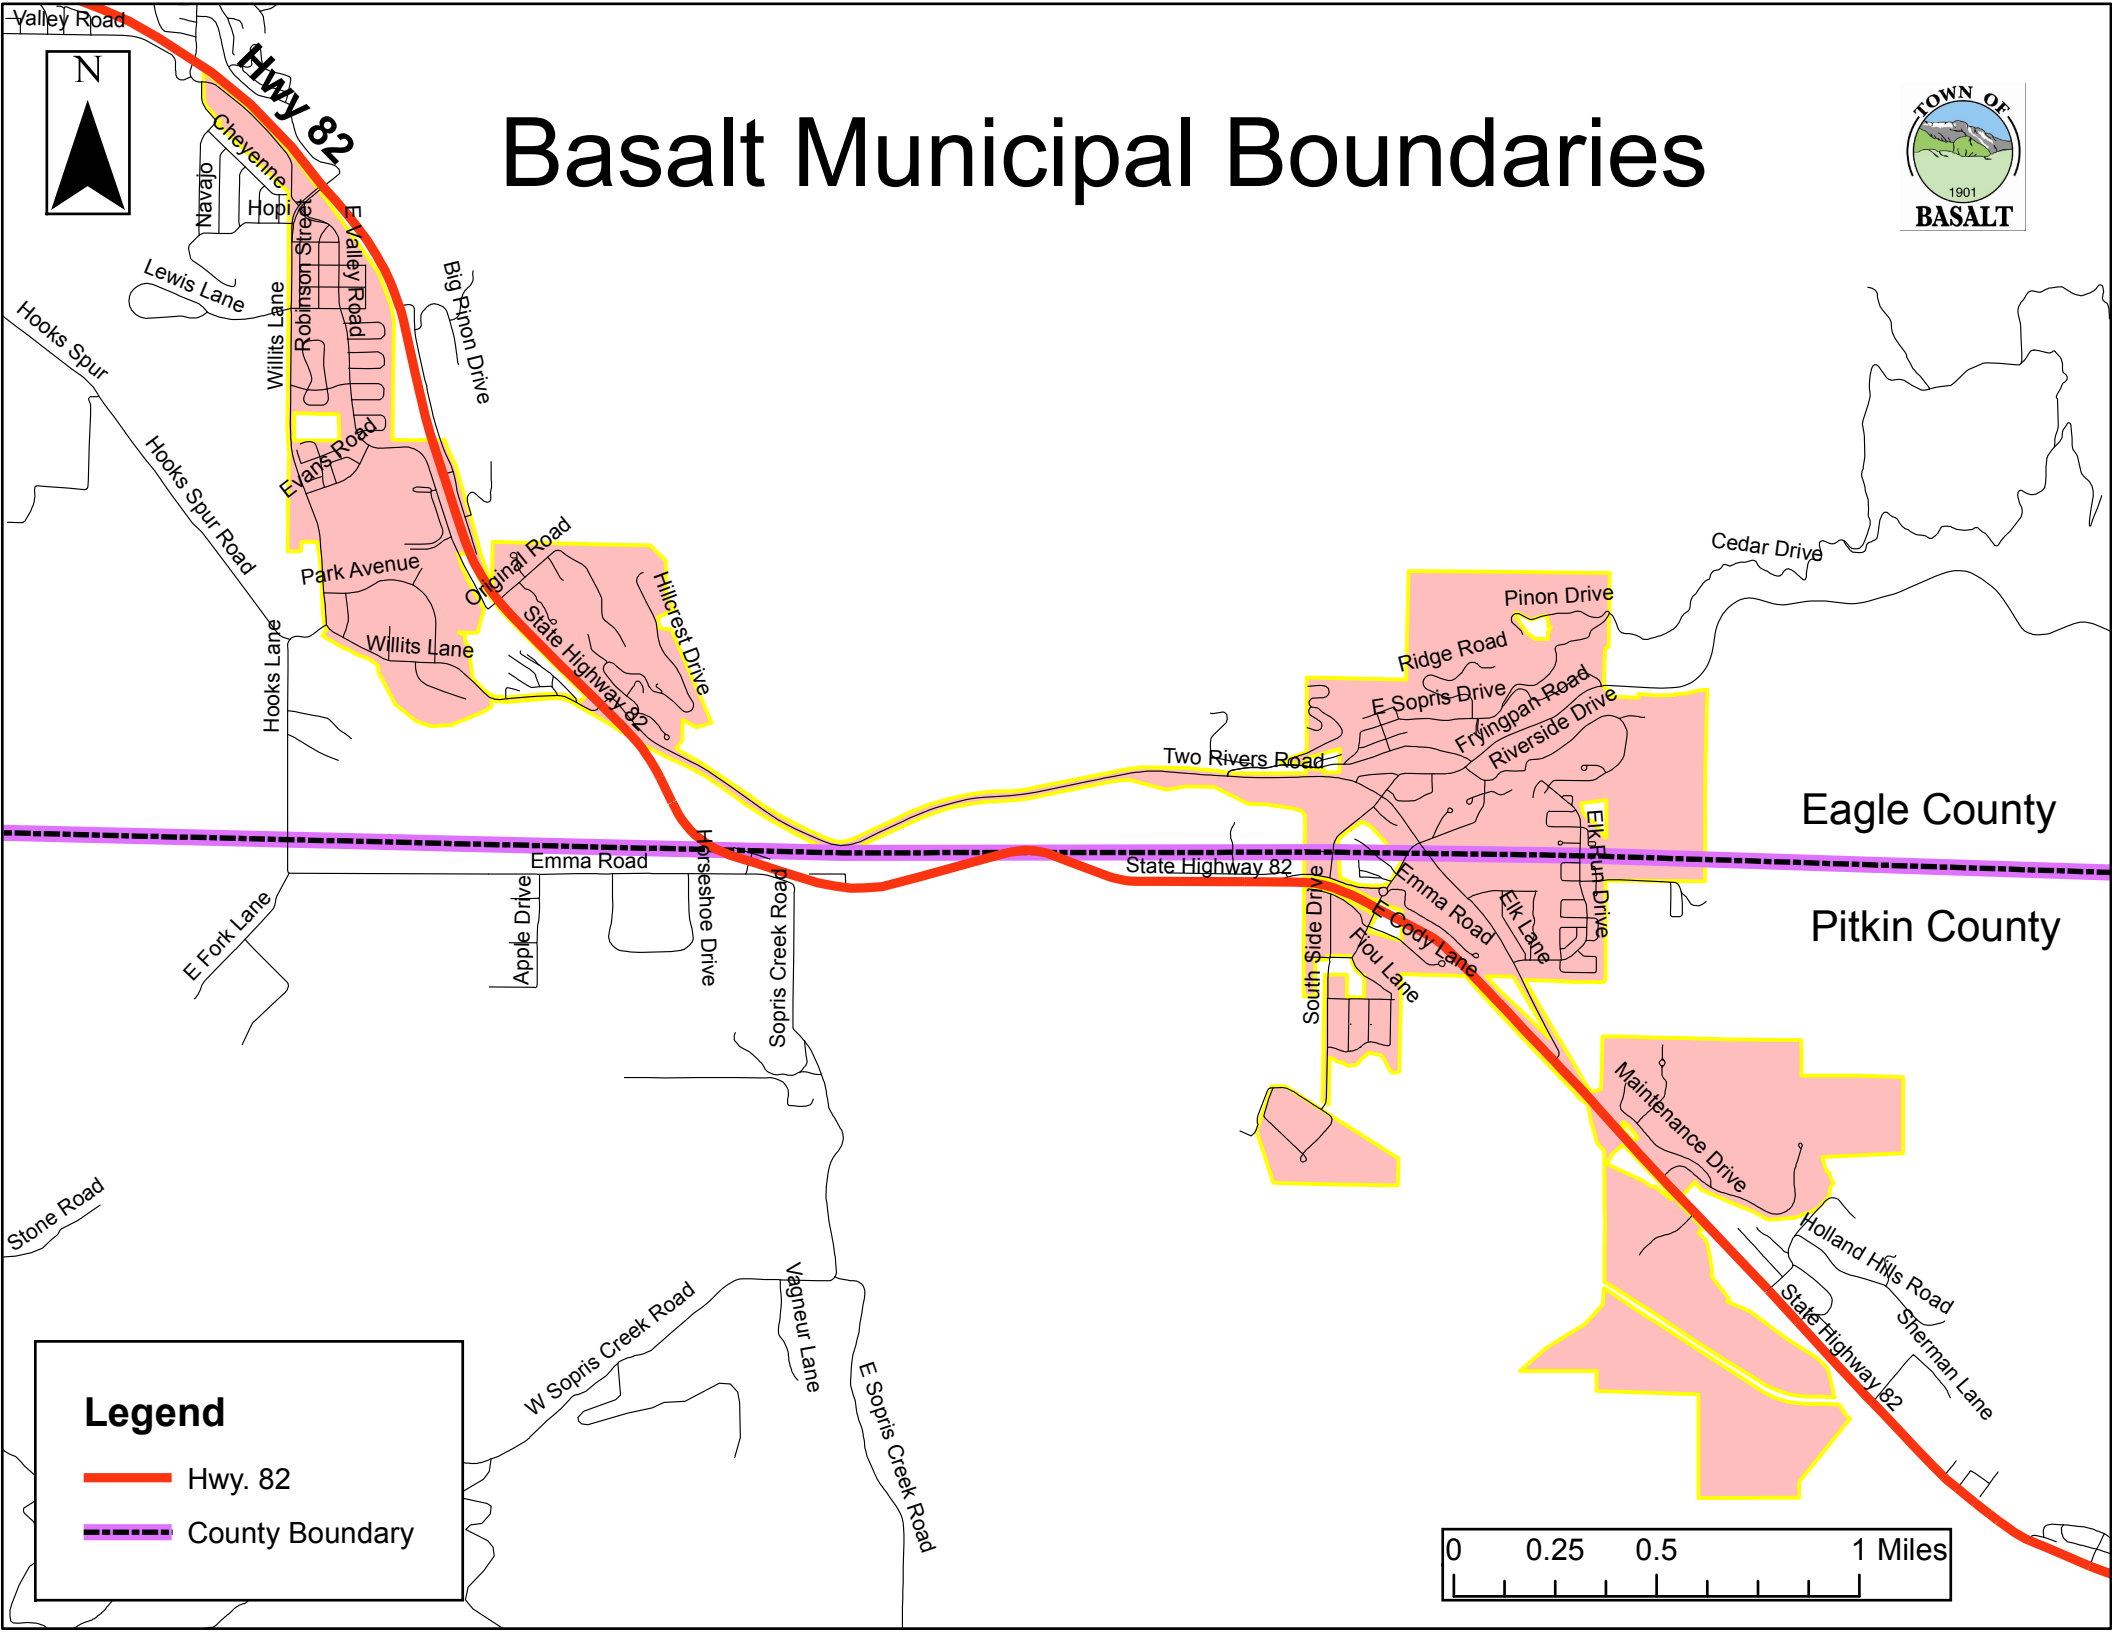 Valley Road
N
Hwy 82
Basalt Municipal Boundaries
TOWN OF
1901
BASALT
Cheyenne
Navajo
Hopi
Robinson Street
E Valley Road
Lewis Lane
Willits Lane
Big Pinon Drive
Hooks Spur
Evans Road
Hooks Spur Road
Original Road
Park Avenue
Hillcrest Drive
State Highway 82
Willits Lane
Hooks Lane
Cedar Drive
Pinon Drive
Ridge Road
E Sopris Drive
Fryingpan Road
Riverside Drive
Two Rivers Road
Eagle County
Elk Run Drive
Horseshoe Drive
Emma Road
State Highway 82
Pitkin County
Apple Drive
E Fork Lane
Sopris Creek Road
South Side Drive
Emma Road
E Cody Lane
Elk Lane
Fiou Lane
Maintenance Drive
Stone Road
Holland Hills Road
State Highway 82
Sherman Lane
W Sopris Creek Road
Vagneur Lane
E Sopris Creek Road
Legend
Hwy. 82
County Boundary
0 0.25 0.5 1 Miles